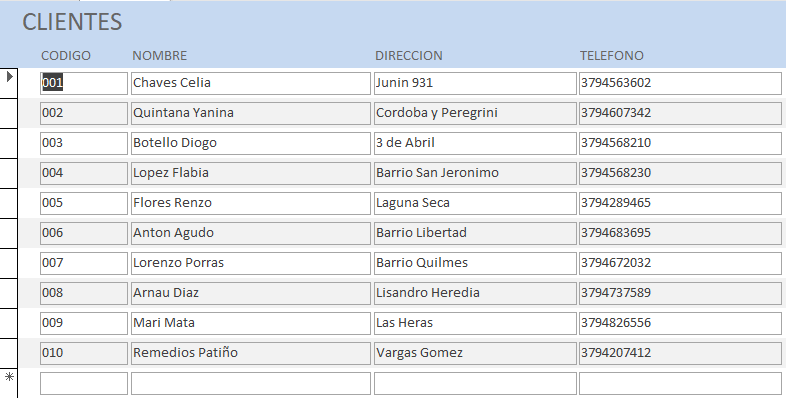 CLIENTES
CODIGO NOMBRE DIRECCION TELEFONO
001 Chaves Celia Junin 931 3794563602
002 Quintana Yanina Cordoba y Peregrini 3794607342
003 Botello Diogo 3 de Abril 3794568210
004 Lopez Flabia Barrio San Jeronimo 3794568230
005 Flores Renzo Laguna Seca 3794289465
006 Anton Agudo Barrio Libertad 3794683695
007 Lorenzo Porras Barrio Quilmes 3794672032
008 Arnau Diaz Lisandro Heredia 3794737589
009 Mari Mata Las Heras 3794826556
010 Remedios Patiño Vargas Gomez 3794207412